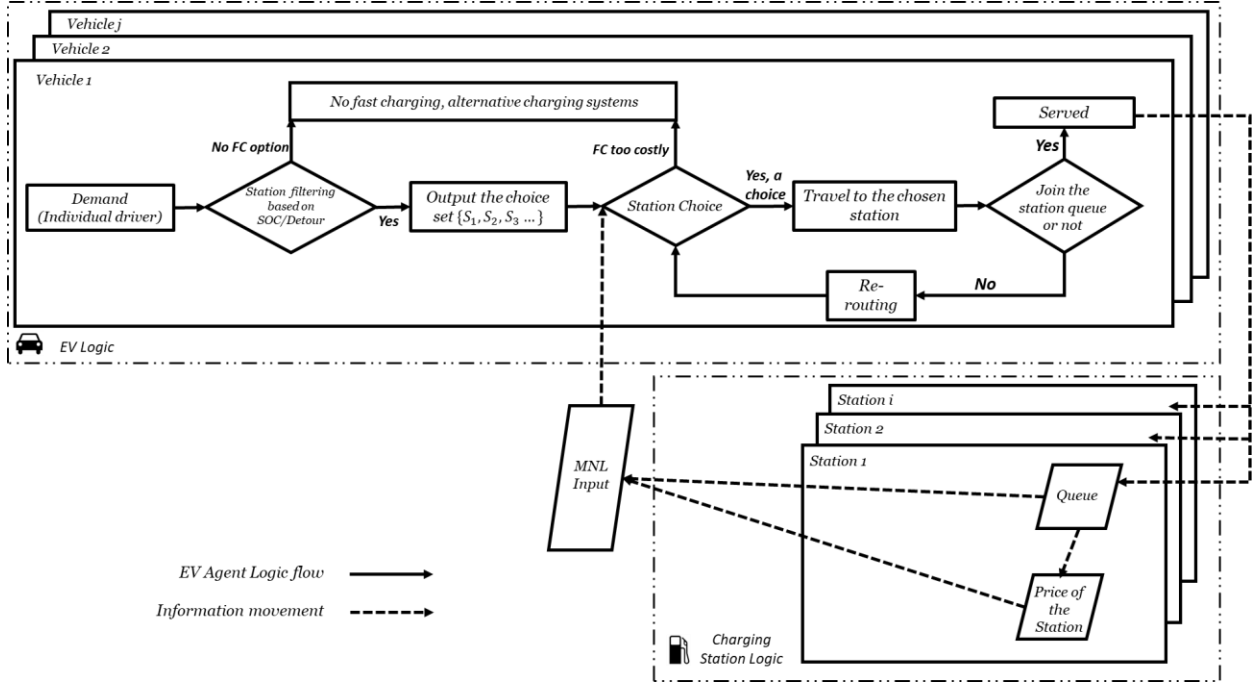 Vehicle j
Vehicle 2
Vehicle 1
No fast charging, alternative charging systems
Served
No FC option
FC too costly
Yes
Demand
(Individual driver)
Station filtering
based on
SOC/Detour
Yes
Output the choice
set {S₁, S₂, S₃ ...}
Station Choice
Yes, a
choice
Travel to the chosen
station
Join the
station queue
or not
Re-
routing
No
EV Logic
Station i
Station 2
Station 1
MNL
Input
Queue
Price of
the
Station
EV Agent Logic flow
Information movement
Charging
Station Logic